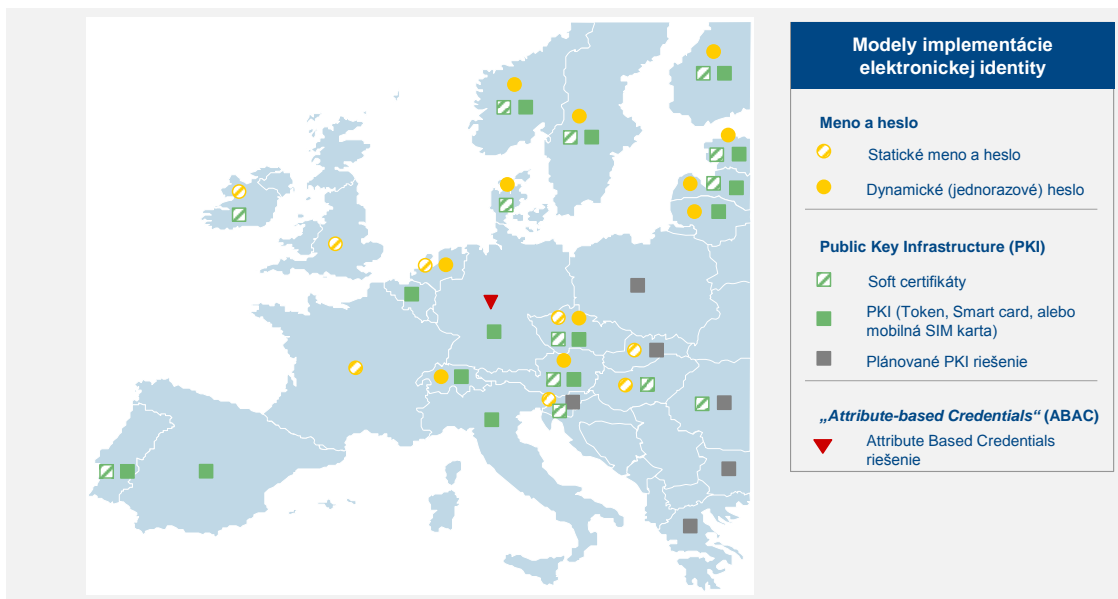 Modely implementácie
elektronickej identity
Meno a heslo
Statické meno a heslo
Dynamické (jednorazové) heslo
Public Key Infrastructure (PKI)
Soft certifikáty
PKI (Token, Smart card, alebo
mobilná SIM karta)
Plánované PKI riešenie
„Attribute-based Credentials“ (ABAC)
Attribute Based Credentials
riešenie